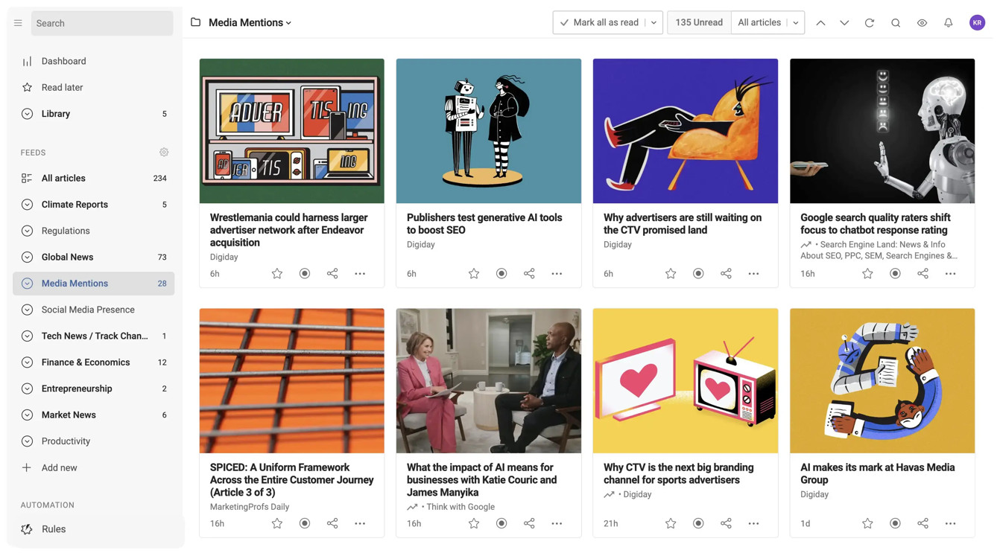 Search
Dashboard
Read later
Library 5
FEEDS
All articles 234
Climate Reports 5
Regulations
Global News 73
Media Mentions 28
Social Media Presence
Tech News / Track Chan... 1
Finance & Economics 12
Entrepreneurship 2
Market News 6
Productivity
Add new
AUTOMATION
Rules
Media Mentions
Mark all as read
135 Unread
All articles
KR
ADVER TIS ING
AD VER TIS ING
Wrestlemania could harness larger
advertiser network after Endeavor
acquisition
Digiday
6h
Publishers test generative AI tools
to boost SEO
Digiday
6h
Why advertisers are still waiting on
the CTV promised land
Digiday
6h
Google search quality raters shift
focus to chatbot response rating
• Search Engine Land: News & Info
About SEO, PPC, SEM, Search Engines &...
16h
SPICED: A Uniform Framework
Across the Entire Customer Journey
(Article 3 of 3)
MarketingProfs Daily
16h
What the impact of AI means for
businesses with Katie Couric and
James Manyika
• Think with Google
16h
Why CTV is the next big branding
channel for sports advertisers
• Digiday
21h
AI makes its mark at Havas Media
Group
Digiday
1d